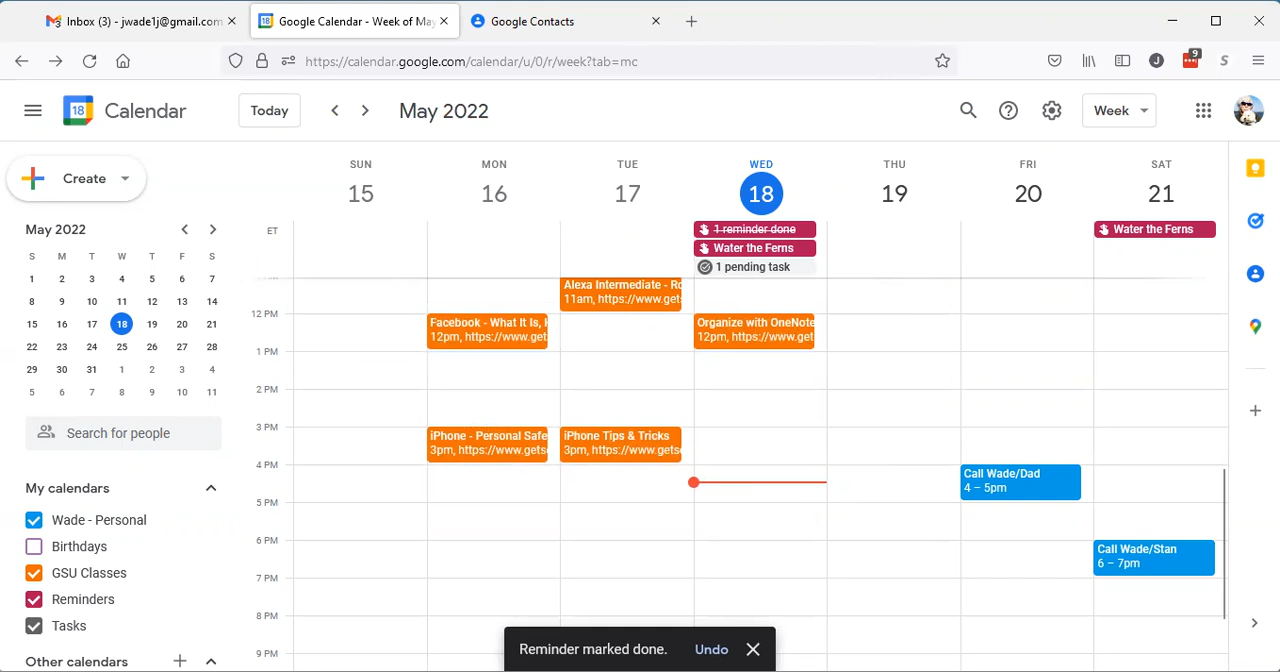 Inbox (3) - jwade1j@gmail.com
Google Calendar - Week of May
Google Contacts
https://calendar.google.com/calendar/u/0/r/week?tab=mc
J
9
S
18
Calendar
Today
May 2022
Week
Create
SUN
MON
TUE
WED
THU
FRI
SAT
15
16
17
18
19
20
21
May 2022
S M T W T F S
1 2 3 4 5 6 7
8 9 10 11 12 13 14
15 16 17 18 19 20 21
22 23 24 25 26 27 28
29 30 31 1 2 3 4
5 6 7 8 9 10 11
ET
1 reminder done
Water the Ferns
1 pending task
Water the Ferns
12 PM
1 PM
2 PM
3 PM
4 PM
5 PM
6 PM
7 PM
8 PM
9 PM
Facebook - What It Is, H
12pm, https://www.get
iPhone - Personal Safe
3pm, https://www.gets
Alexa Intermediate - Ro
11am, https://www.gets
iPhone Tips & Tricks
3pm, https://www.gets
Organize with OneNote
12pm, https://www.get
Call Wade/Dad
4 – 5pm
Call Wade/Stan
6 – 7pm
Search for people
My calendars
Wade - Personal
Birthdays
GSU Classes
Reminders
Tasks
Other calendars
Reminder marked done. Undo